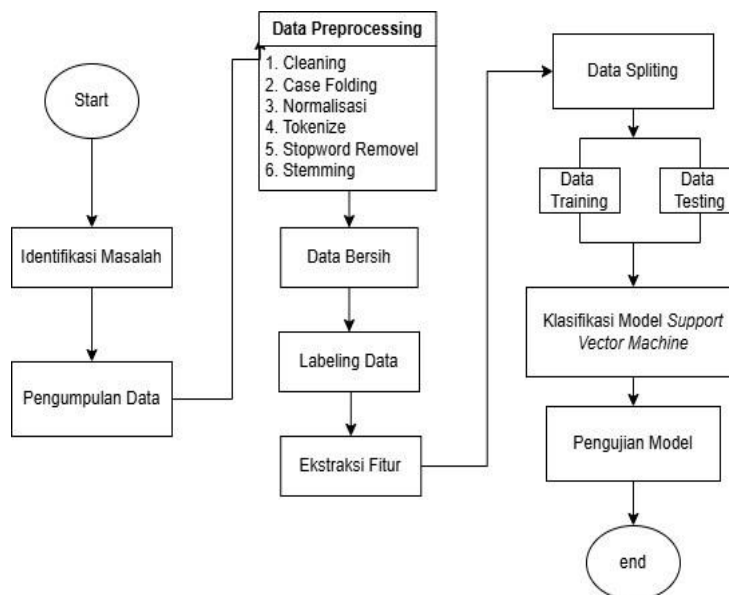 Start
Identifikasi Masalah
Pengumpulan Data
Data Preprocessing
1. Cleaning
2. Case Folding
3. Normalisasi
4. Tokenize
5. Stopword Removel
6. Stemming
Data Bersih
Labeling Data
Ekstraksi Fitur
Data Spliting
Data
Training
Data
Testing
Klasifikasi Model Support
Vector Machine
Pengujian Model
end